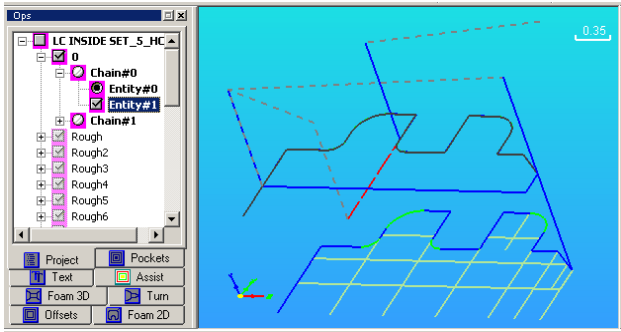 Ops
LC INSIDE SET_5_HC
0
Chain#0
Entity#0
Entity#1
Chain#1
Rough
Rough2
Rough3
Rough4
Rough5
Rough6
Project
Pockets
Text
Assist
Foam 3D
Turn
Offsets
Foam 2D
0.35